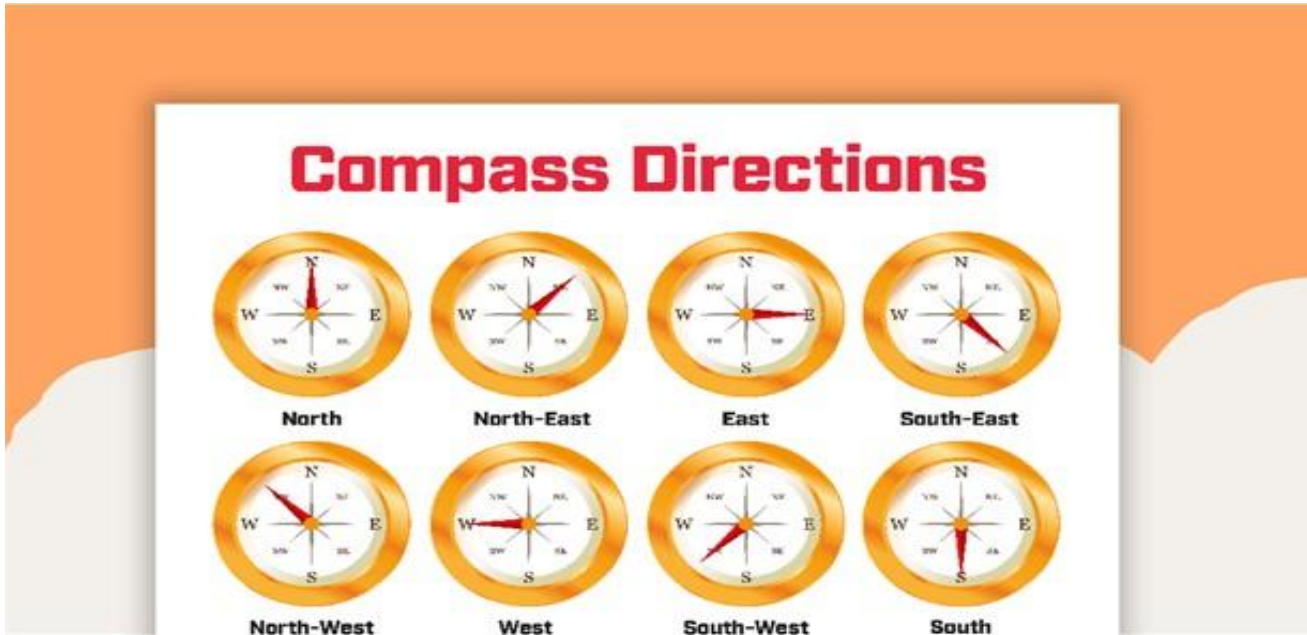 Compass Directions
N N N N
W E W E W E W E
S S S S
North North-East East South-East
N N N N
W E W E W E W E
S S S S
North-West West South-West South